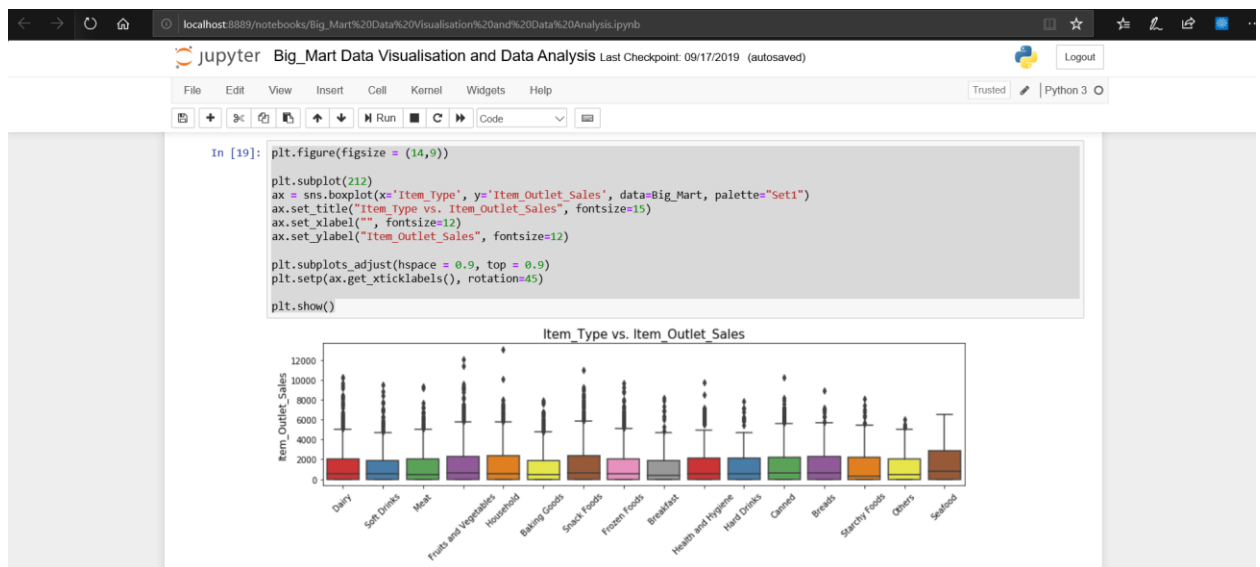 localhost:8889/notebooks/Big_Mart%20Data%20Visualisation%20and%20Data%20Analysis.ipynb
jupyter Big_Mart Data Visualisation and Data Analysis Last Checkpoint: 09/17/2019 (autosaved) Logout
File Edit View Insert Cell Kernel Widgets Help Trusted Python 3
Run Code
In [19]: plt.figure(figsize = (14,9))
plt.subplot(212)
ax = sns.boxplot(x='Item_Type', y='Item_Outlet_Sales', data=Big_Mart, palette="Set1")
ax.set_title("Item_Type vs. Item_Outlet_Sales", fontsize=15)
ax.set_xlabel("", fontsize=12)
ax.set_ylabel("Item_Outlet_Sales", fontsize=12)
plt.subplots_adjust(hspace = 0.9, top = 0.9)
plt.setp(ax.get_xticklabels(), rotation=45)
plt.show()
Item_Type vs. Item_Outlet_Sales
Item_Outlet_Sales
12000
10000
8000
6000
4000
2000
0
Dairy
Soft Drinks
Meat
Fruits and Vegetables
Household
Baking Goods
Snack Foods
Frozen Foods
Breakfast
Health and Hygiene
Hard Drinks
Canned
Breads
Starchy Foods
Others
Seafood